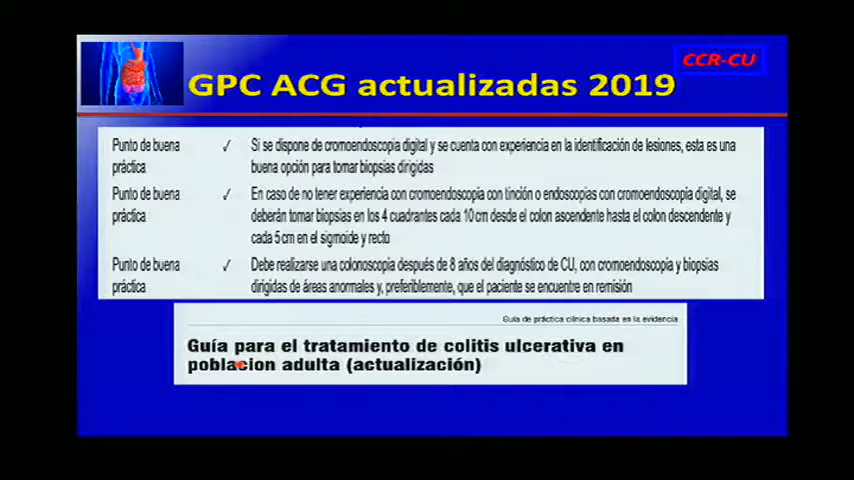 CCR-CU
GPC ACG actualizadas 2019
Punto de buena práctica ✓ Si se dispone de cromoendoscopia digital y se cuenta con experiencia en la identificación de lesiones, esta es una
buena opción para tomar biopsias dirigidas
Punto de buena práctica ✓ En caso de no tener experiencia con cromoendoscopia con tinción o endoscopias con cromoendoscopia digital, se
deberán tomar biopsias en los 4 cuadrantes cada 10 cm desde el colon ascendente hasta el colon descendente y
cada 5 cm en el sigmoide y recto
Punto de buena práctica ✓ Debe realizarse una colonoscopia después de 8 años del diagnóstico de CU, con cromoendoscopia y biopsias
dirigidas de áreas anormales y, preferiblemente, que el paciente se encuentre en remisión
Guía de práctica clínica basada en la evidencia
Guía para el tratamiento de colitis ulcerativa en
poblacion adulta (actualización)